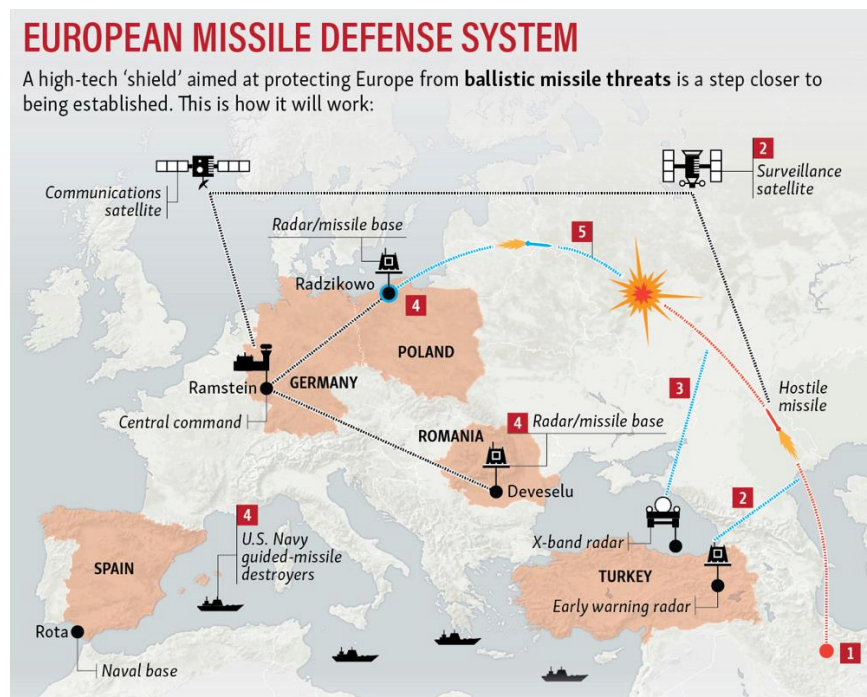 EUROPEAN MISSILE DEFENSE SYSTEM
A high-tech ‘shield’ aimed at protecting Europe from ballistic missile threats is a step closer to
being established. This is how it will work:
2
Communications
satellite
Surveillance
satellite
Radar/missile base
5
Radzikowo
4
POLAND
Ramstein
GERMANY
3
Hostile
missile
Central command
ROMANIA
4
Radar/missile base
2
Deveselu
4
U.S. Navy
guided-missile
destroyers
X-band radar
SPAIN
TURKEY
Early warning radar
Rota
1
Naval base